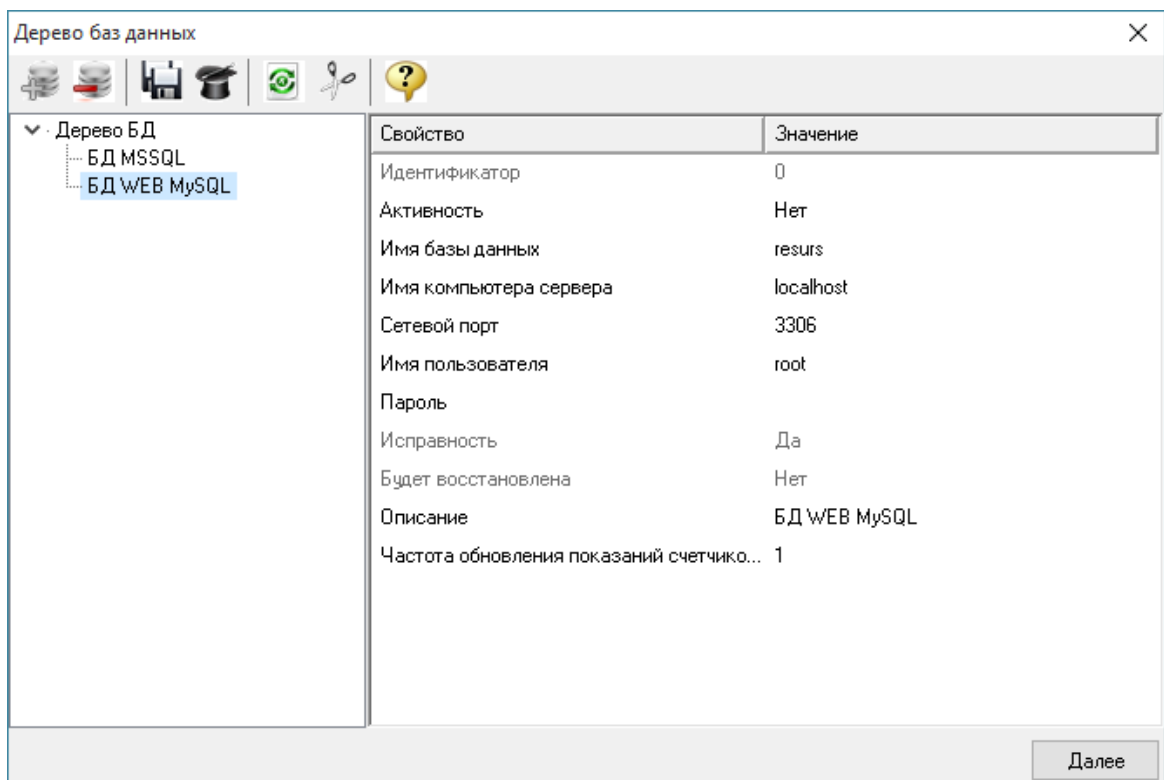 Дерево баз данных
Дерево БД
БД MSSQL
БД WEB MySQL
Свойство Значение
Идентификатор 0
Активность Нет
Имя базы данных resurs
Имя компьютера сервера localhost
Сетевой порт 3306
Имя пользователя root
Пароль
Исправность Да
Будет восстановлена Нет
Описание БД WEB MySQL
Частота обновления показаний счетчико... 1
Далее